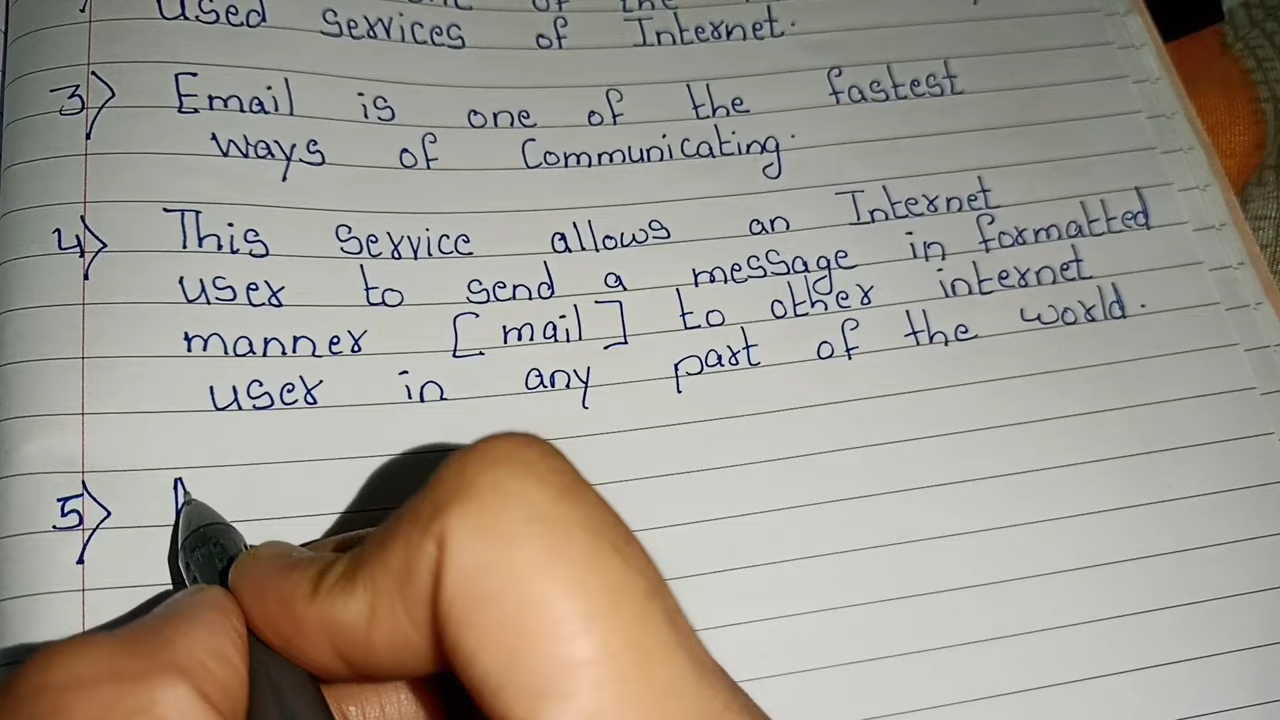 of the
Used Services of Internet.
3) Email is one of the fastest
ways of Communicating.
4) This Service allows an Internet
user to send a message in formatted
manner [mail] to other internet
user in any part of the world.
5)